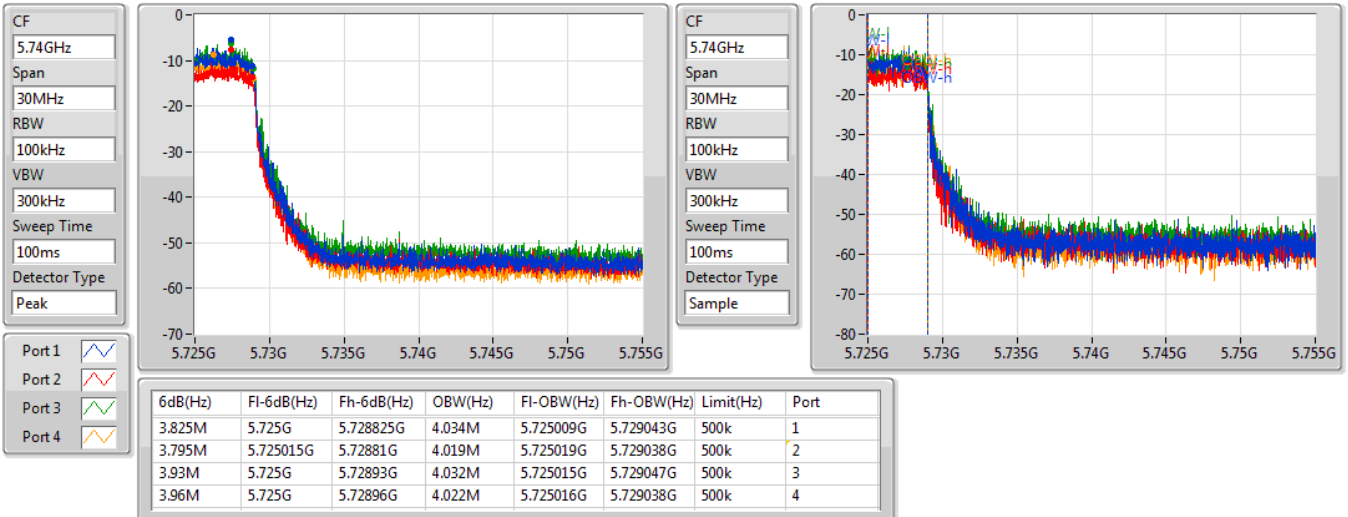 CF
5.74GHz
Span
30MHz
RBW
100kHz
VBW
300kHz
Sweep Time
100ms
Detector Type
Peak
0
-10
-20
-30
-40
-50
-60
-70
5.725G 5.73G 5.735G 5.74G 5.745G 5.75G 5.755G
CF
5.74GHz
Span
30MHz
RBW
100kHz
VBW
300kHz
Sweep Time
100ms
Detector Type
Sample
0
-10
-20
-30
-40
-50
-60
-70
-80
5.725G 5.73G 5.735G 5.74G 5.745G 5.75G 5.755G
Port 1
Port 2
Port 3
Port 4
6dB(Hz) Fl-6dB(Hz) Fh-6dB(Hz) OBW(Hz) Fl-OBW(Hz) Fh-OBW(Hz) Limit(Hz) Port
3.825M 5.725G 5.728825G 4.034M 5.725009G 5.729043G 500k 1
3.795M 5.725015G 5.72881G 4.019M 5.725019G 5.729038G 500k 2
3.93M 5.725G 5.72893G 4.032M 5.725015G 5.729047G 500k 3
3.96M 5.725G 5.72896G 4.022M 5.725016G 5.729038G 500k 4